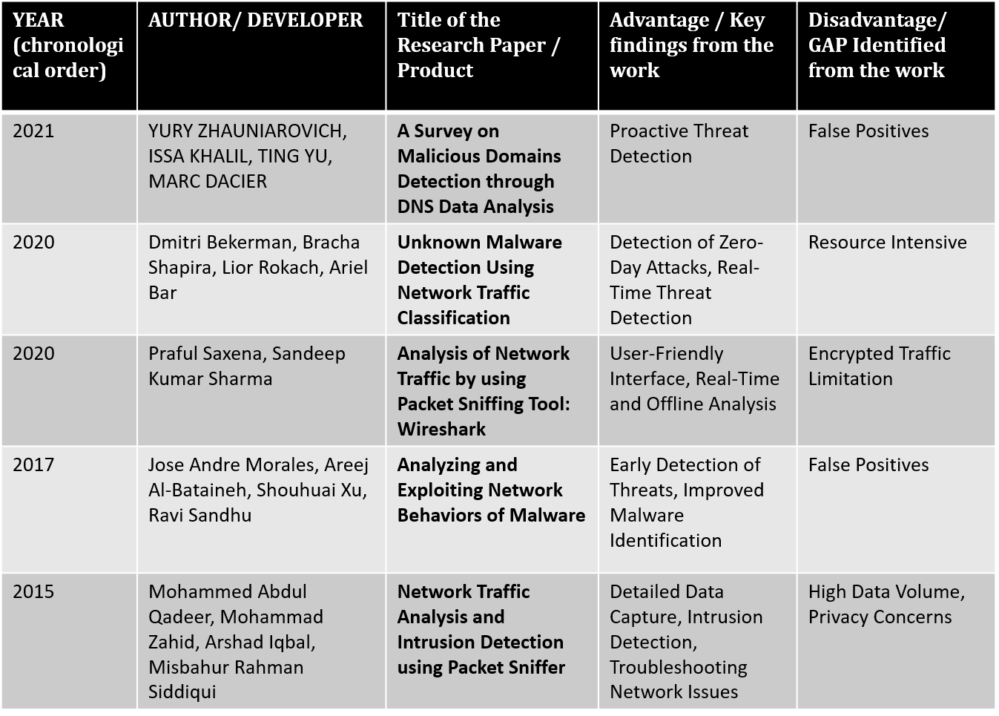 YEAR
(chronologi
cal order)
AUTHOR/ DEVELOPER
Title of the
Research Paper /
Product
Advantage / Key
findings from the
work
Disadvantage/
GAP Identified
from the work
2021
YURY ZHAUNIAROVICH,
ISSA KHALIL, TING YU,
MARC DACIER
A Survey on
Malicious Domains
Detection through
DNS Data Analysis
Proactive Threat
Detection
False Positives
2020
Dmitri Bekerman, Bracha
Shapira, Lior Rokach, Ariel
Bar
Unknown Malware
Detection Using
Network Traffic
Classification
Detection of Zero-
Day Attacks, Real-
Time Threat
Detection
Resource Intensive
2020
Praful Saxena, Sandeep
Kumar Sharma
Analysis of Network
Traffic by using
Packet Sniffing Tool:
Wireshark
User-Friendly
Interface, Real-Time
and Offline Analysis
Encrypted Traffic
Limitation
2017
Jose Andre Morales, Areej
Al-Bataineh, Shouhuai Xu,
Ravi Sandhu
Analyzing and
Exploiting Network
Behaviors of Malware
Early Detection of
Threats, Improved
Malware
Identification
False Positives
2015
Mohammed Abdul
Qadeer, Mohammad
Zahid, Arshad Iqbal,
Misbahur Rahman
Siddiqui
Network Traffic
Analysis and
Intrusion Detection
using Packet Sniffer
Detailed Data
Capture, Intrusion
Detection,
Troubleshooting
Network Issues
High Data Volume,
Privacy Concerns